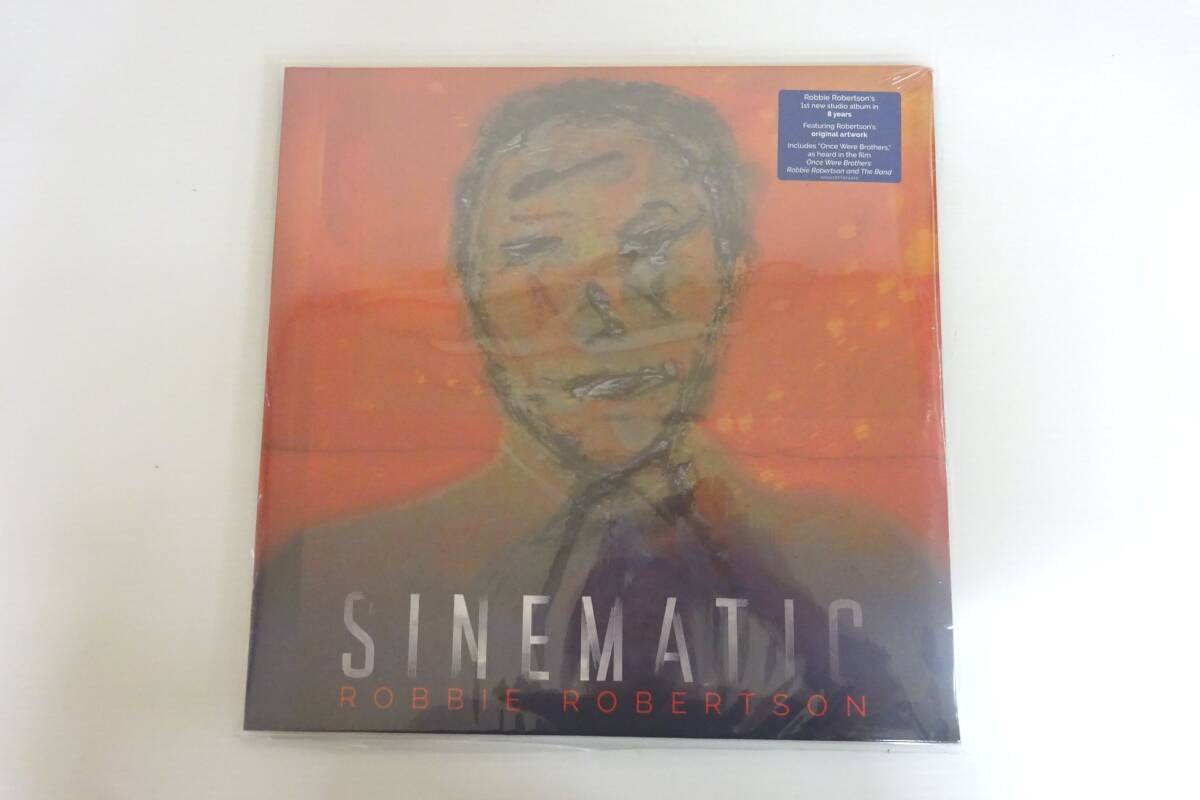 Robbie Robertson's
1st new studio album in
8 years
Featuring Robertson's
original artwork
Includes "Once Were Brothers,"
as heard in the film
Once Were Brothers:
Robbie Robertson and The Band
SINEMATIC
ROBBIE ROBERTSON